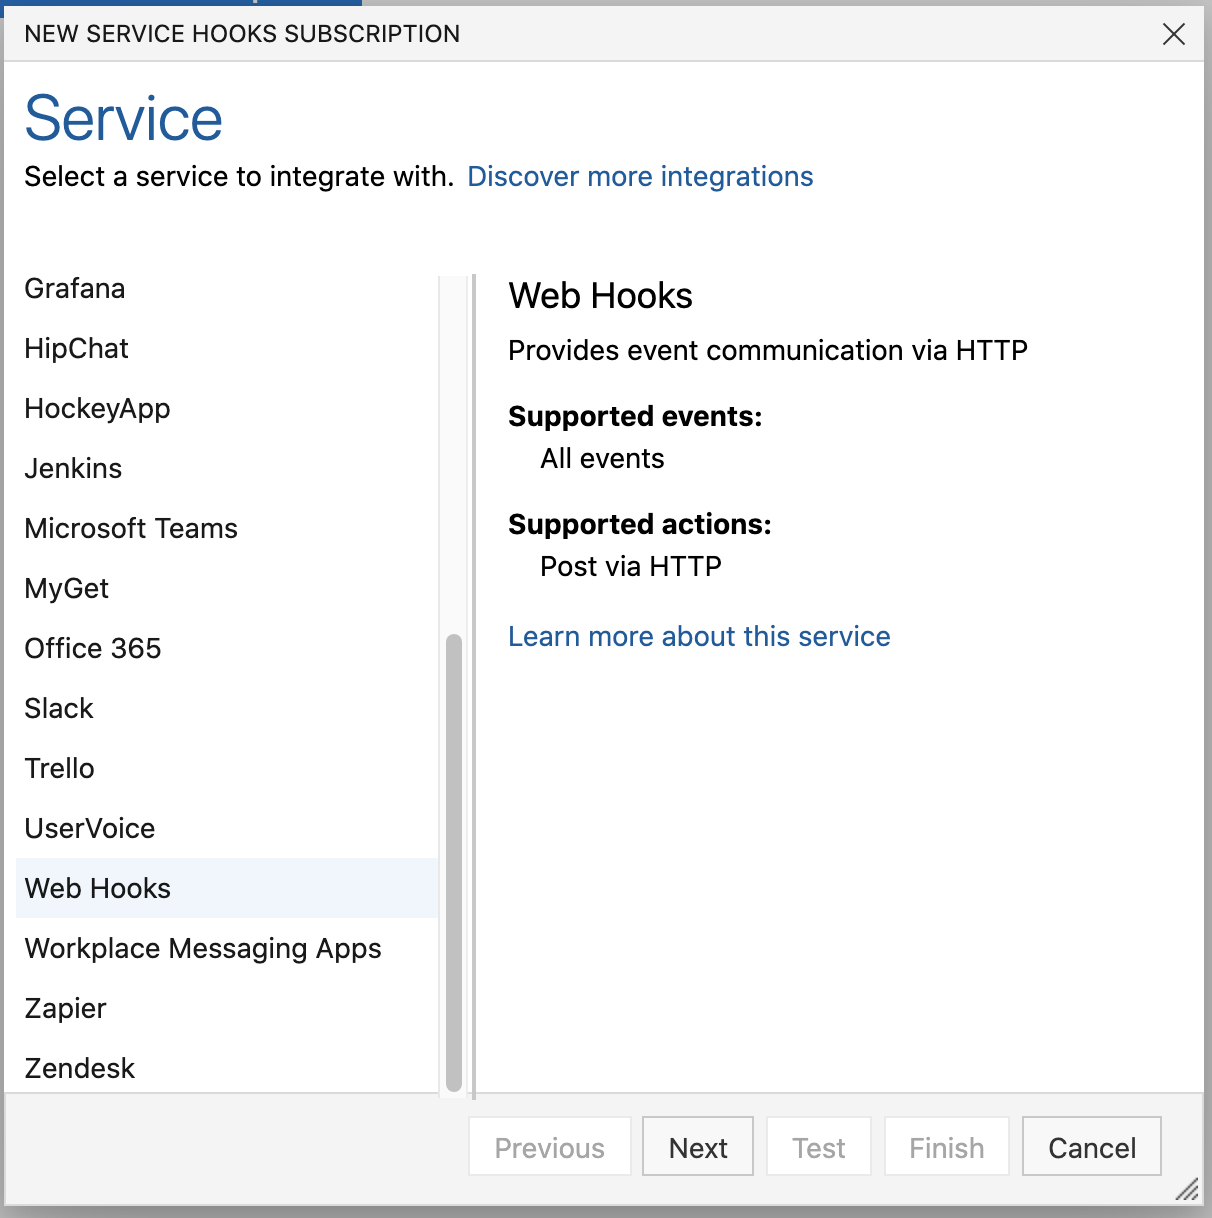 NEW SERVICE HOOKS SUBSCRIPTION
Service
Select a service to integrate with. Discover more integrations
Grafana
HipChat
HockeyApp
Jenkins
Microsoft Teams
MyGet
Office 365
Slack
Trello
UserVoice
Web Hooks
Workplace Messaging Apps
Zapier
Zendesk
Web Hooks
Provides event communication via HTTP
Supported events:
All events
Supported actions:
Post via HTTP
Learn more about this service
Previous
Next
Test
Finish
Cancel